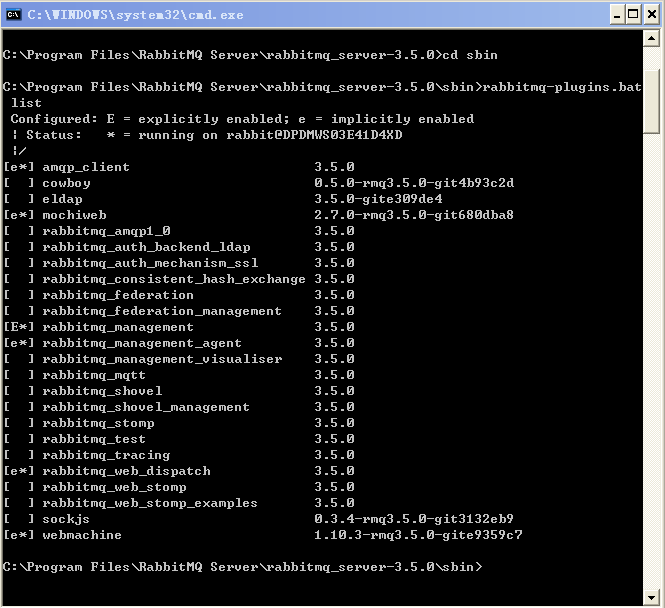 C:\WINDOWS\system32\cmd.exe
C:\Program Files\RabbitMQ Server\rabbitmq_server-3.5.0>cd sbin
C:\Program Files\RabbitMQ Server\rabbitmq_server-3.5.0\sbin>rabbitmq-plugins.bat
 list
 Configured: E = explicitly enabled; e = implicitly enabled
 | Status:   * = running on rabbit@DPDMWS03E41D4XD
 |/
[e*] amqp_client                       3.5.0
[  ] cowboy                            0.5.0-rmq3.5.0-git4b93c2d
[  ] eldap                             3.5.0-gite309de4
[e*] mochiweb                          2.7.0-rmq3.5.0-git680dba8
[  ] rabbitmq_amqp1_0                  3.5.0
[  ] rabbitmq_auth_backend_ldap        3.5.0
[  ] rabbitmq_auth_mechanism_ssl       3.5.0
[  ] rabbitmq_consistent_hash_exchange 3.5.0
[  ] rabbitmq_federation               3.5.0
[  ] rabbitmq_federation_management    3.5.0
[E*] rabbitmq_management               3.5.0
[e*] rabbitmq_management_agent         3.5.0
[  ] rabbitmq_management_visualiser    3.5.0
[  ] rabbitmq_mqtt                     3.5.0
[  ] rabbitmq_shovel                   3.5.0
[  ] rabbitmq_shovel_management        3.5.0
[  ] rabbitmq_stomp                    3.5.0
[  ] rabbitmq_test                     3.5.0
[  ] rabbitmq_tracing                  3.5.0
[e*] rabbitmq_web_dispatch             3.5.0
[  ] rabbitmq_web_stomp                3.5.0
[  ] rabbitmq_web_stomp_examples       3.5.0
[  ] sockjs                            0.3.4-rmq3.5.0-git3132eb9
[e*] webmachine                        1.10.3-rmq3.5.0-gite9359c7
C:\Program Files\RabbitMQ Server\rabbitmq_server-3.5.0\sbin>